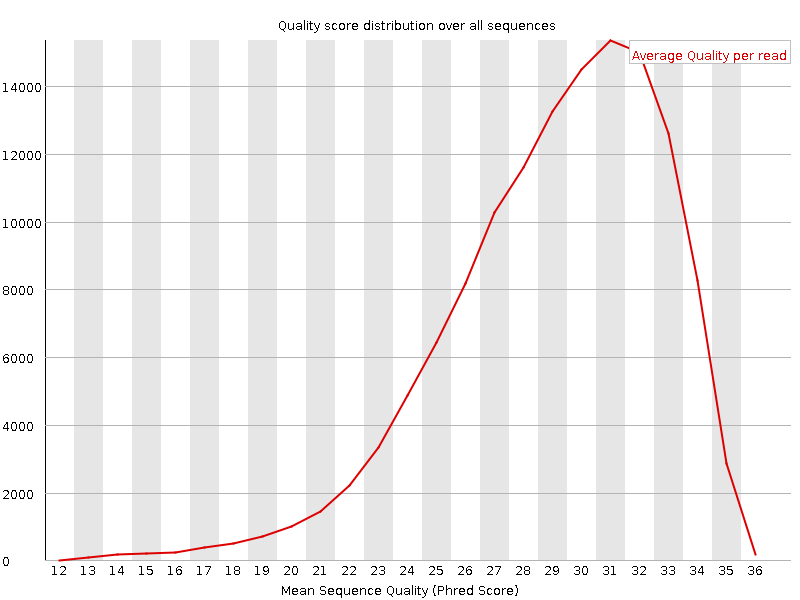 Quality score distribution over all sequences
Average Quality per read
14000
12000
10000
8000
6000
4000
2000
0
12 13 14 15 16 17 18 19 20 21 22 23 24 25 26 27 28 29 30 31 32 33 34 35 36
Mean Sequence Quality (Phred Score)